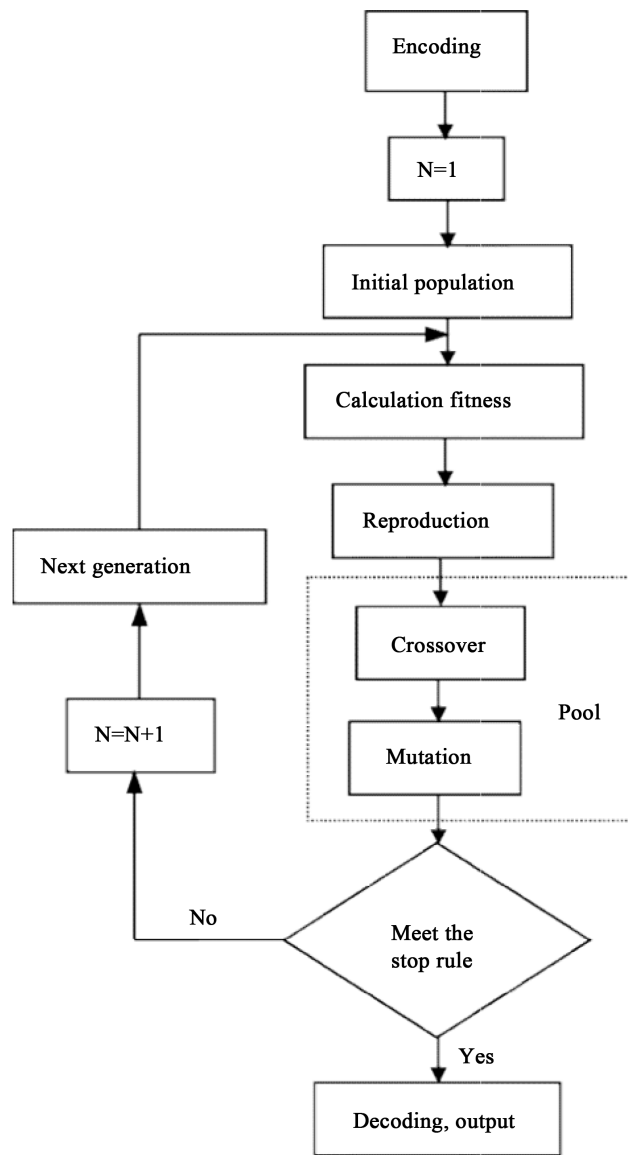 Encoding
N=1
Initial population
Calculation fitness
Reproduction
Next generation
Crossover
Pool
N=N+1
Mutation
No
Meet the
stop rule
Yes
Decoding, output